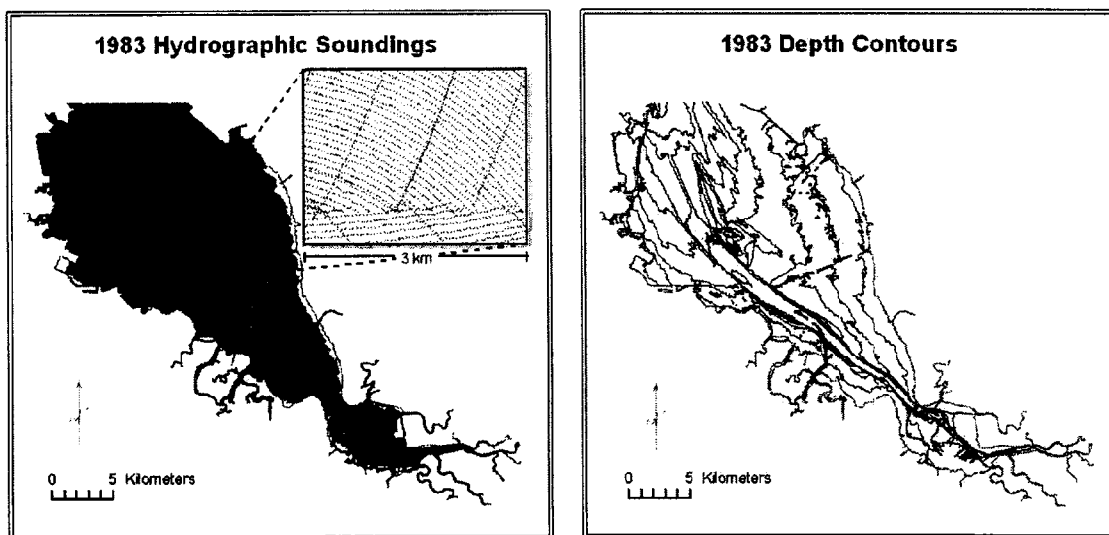 1983 Hydrographic Soundings
3 km
0 5 Kilometers
1983 Depth Contours
0 5 Kilometers